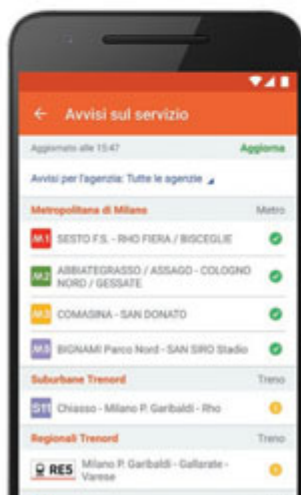 Avvisi sul servizio
Aggiornato alle 15:47 Aggiorna
Avvisi per l'agenzia: Tutte le agenzie
Metropolitana di Milano Metro
M1 SESTO F.S. - RHO FIERA / BISCEGLIE
M2 ABBIATEGRASSO / ASSAGO - COLOGNO
NORD / GESSATE
M3 COMASINA - SAN DONATO
M5 BIGNAMI Parco Nord - SAN SIRO Stadio
Suburbane Trenord Treno
S11 Chiasso - Milano P. Garibaldi - Rho
Regionali Trenord Treno
RE5 Milano P. Garibaldi - Gallarate -
Varese